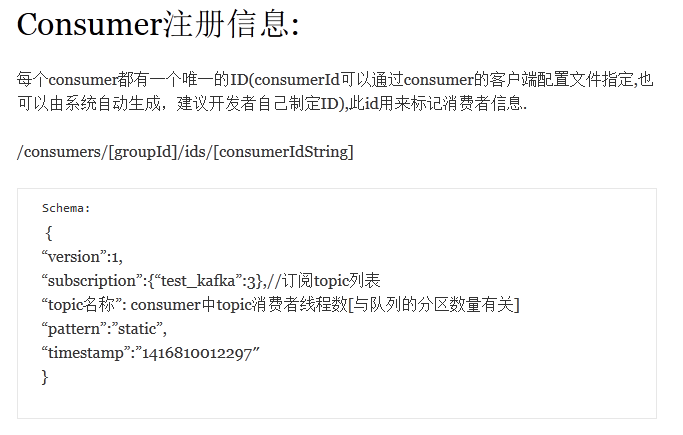 Consumer注册信息:
每个consumer都有一个唯一的ID(consumerId可以通过consumer的客户端配置文件指定,也
可以由系统自动生成，建议开发者自己制定ID),此id用来标记消费者信息.
/consumers/[groupId]/ids/[consumerIdString]
Schema:
{
“version”:1,
“subscription”:{“test_kafka”:3},//订阅topic列表
“topic名称”: consumer中topic消费者线程数[与队列的分区数量有关]
“pattern”:”static”,
“timestamp”:”1416810012297″
}